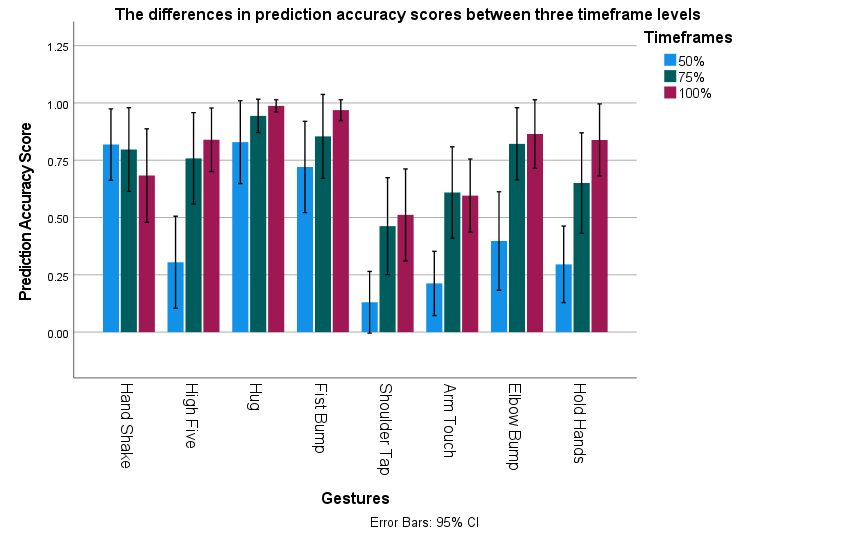 The differences in prediction accuracy scores between three timeframe levels
Timeframes
50%
75%
100%
Prediction Accuracy Score
1.25
1.00
0.75
0.50
0.25
0.00
Hand Shake
High Five
Hug
Fist Bump
Shoulder Tap
Arm Touch
Elbow Bump
Hold Hands
Gestures
Error Bars: 95% CI